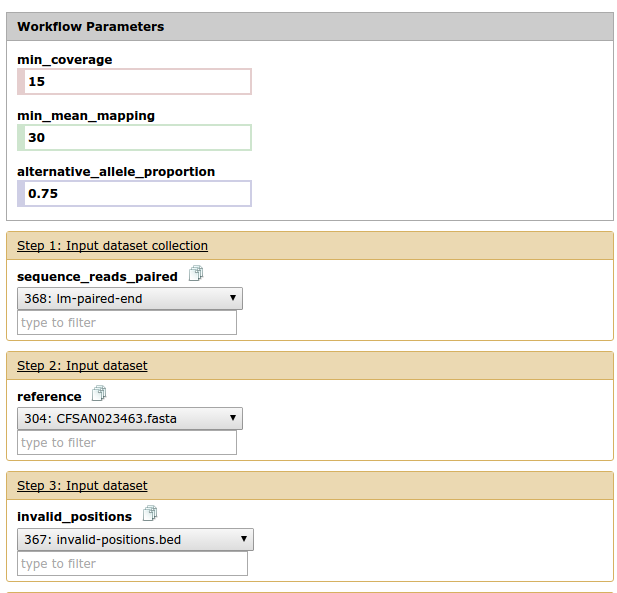 Workflow Parameters
min_coverage
15
min_mean_mapping
30
alternative_allele_proportion
0.75
Step 1: Input dataset collection
sequence_reads_paired
368: lm-paired-end
type to filter
Step 2: Input dataset
reference
304: CFSAN023463.fasta
type to filter
Step 3: Input dataset
invalid_positions
367: invalid-positions.bed
type to filter